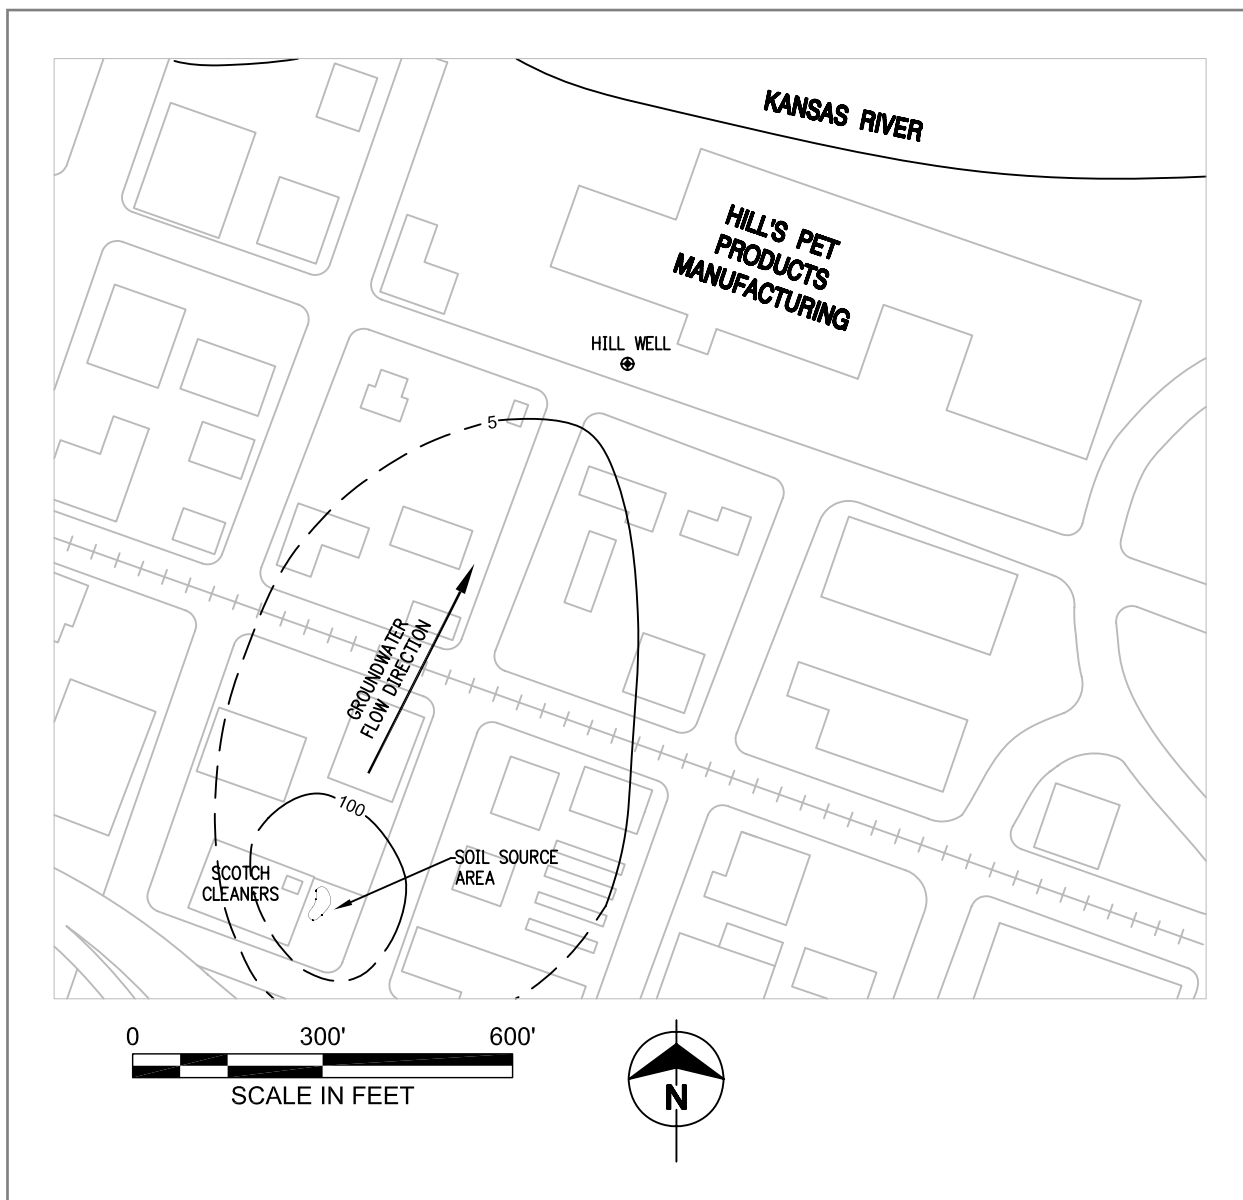 KANSAS RIVER
HILL'S PET
PRODUCTS
MANUFACTURING
HILL WELL
5
GROUNDWATER
FLOW DIRECTION
100
SOIL SOURCE
AREA
SCOTCH
CLEANERS
0 300' 600'
SCALE IN FEET
N